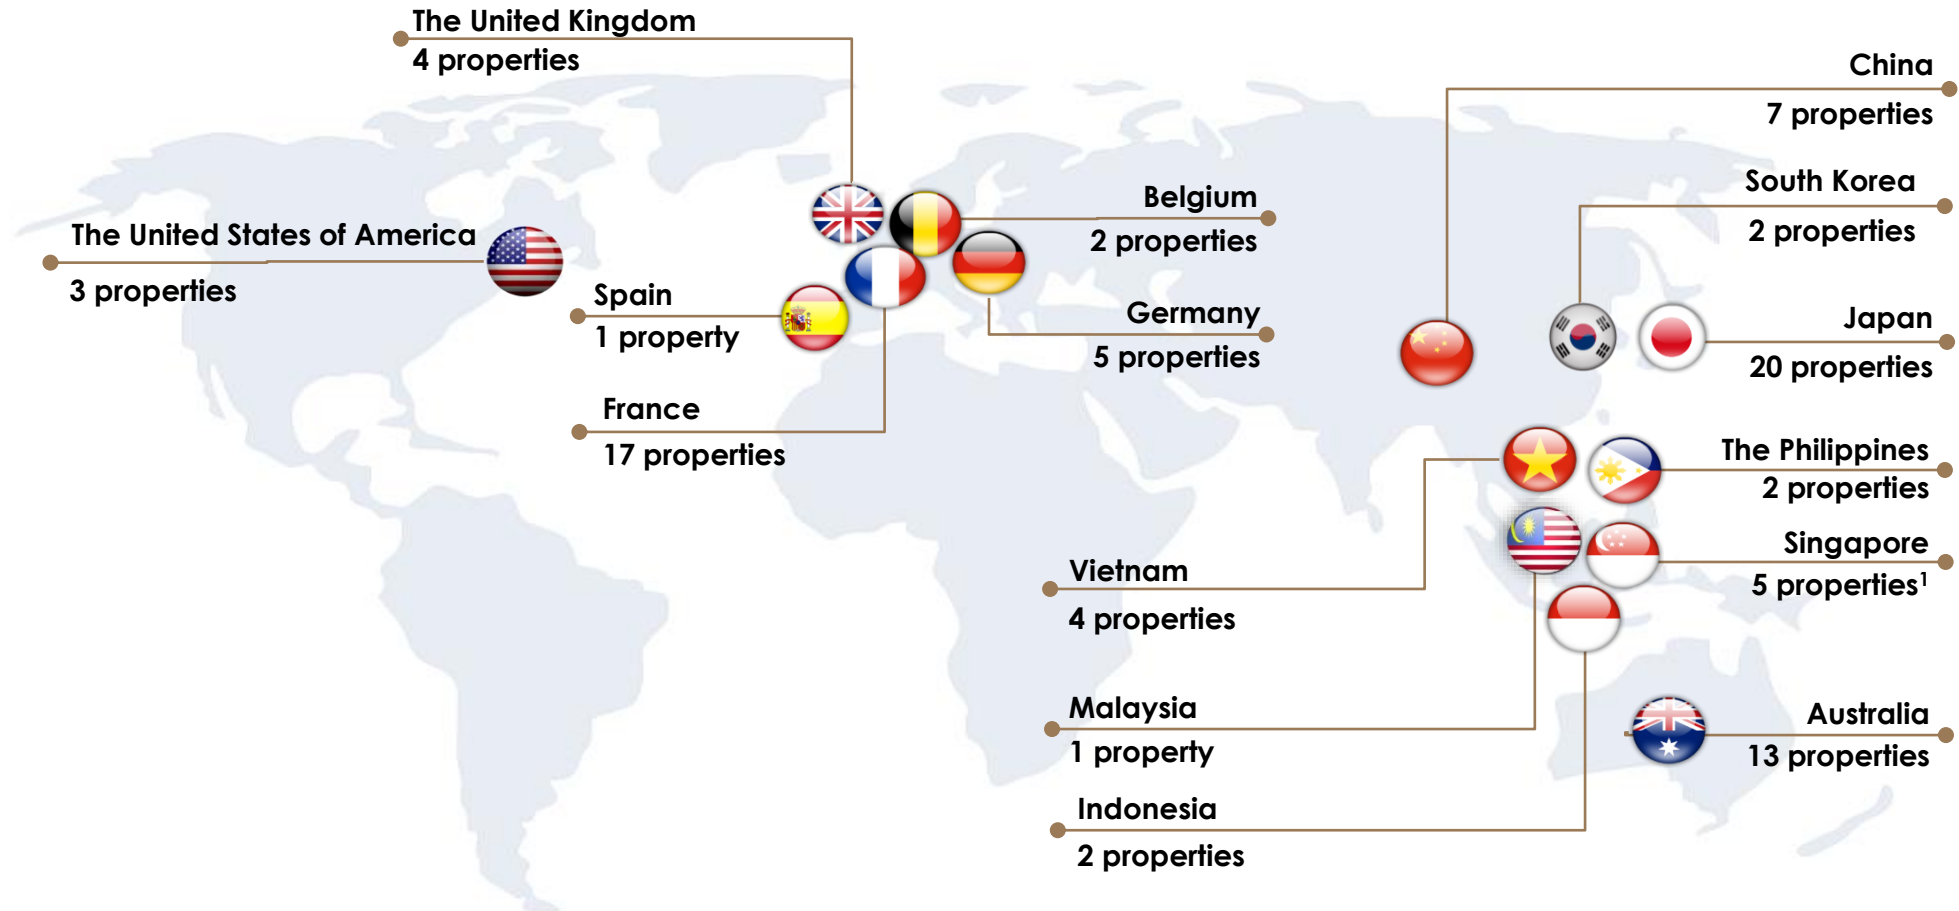 The United Kingdom
4 properties
China
7 properties
South Korea
2 properties
Belgium
2 properties
The United States of America
3 properties
Spain
1 property
Germany
5 properties
Japan
20 properties
France
17 properties
The Philippines
2 properties
Singapore
5 properties¹
Vietnam
4 properties
Malaysia
1 property
Australia
13 properties
Indonesia
2 properties